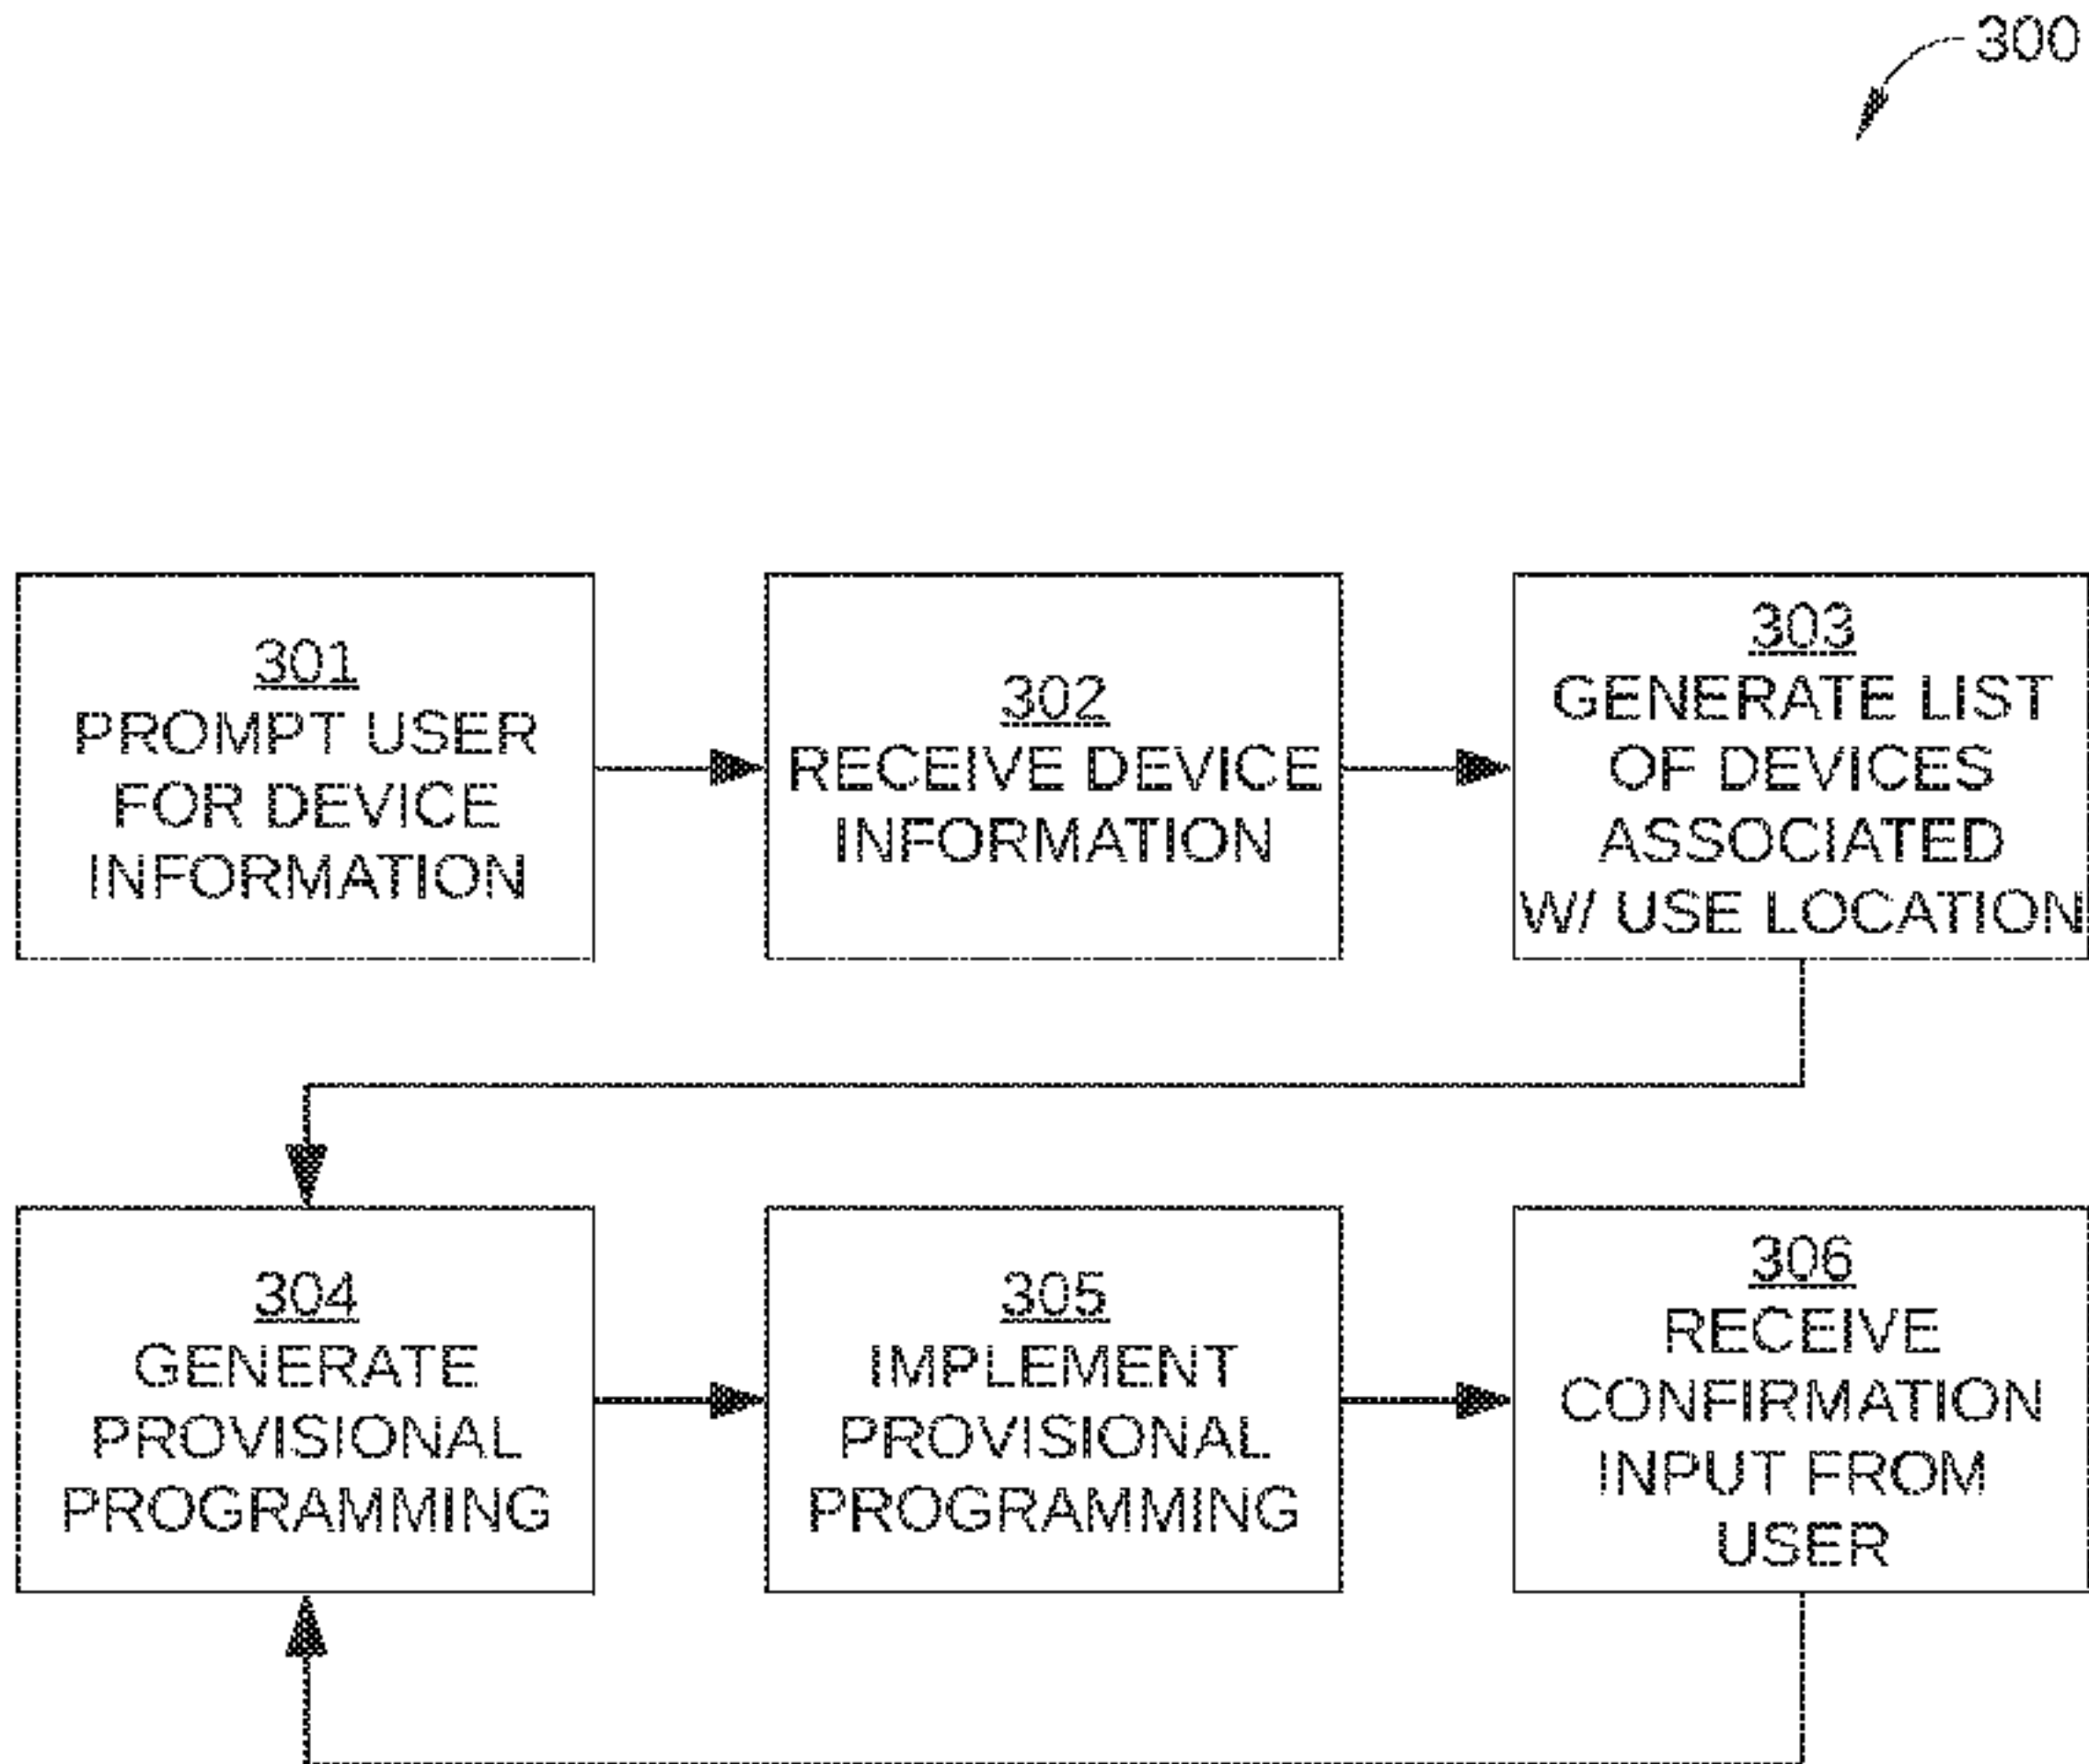 300
301
PROMPT USER
FOR DEVICE
INFORMATION
302
RECEIVE DEVICE
INFORMATION
303
GENERATE LIST
OF DEVICES
ASSOCIATED
W/ USE LOCATION
304
GENERATE
PROVISIONAL
PROGRAMMING
305
IMPLEMENT
PROVISIONAL
PROGRAMMING
306
RECEIVE
CONFIRMATION
INPUT FROM
USER